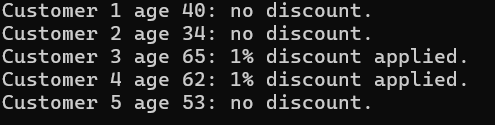 Customer 1 age 40: no discount.
Customer 2 age 34: no discount.
Customer 3 age 65: 1% discount applied.
Customer 4 age 62: 1% discount applied.
Customer 5 age 53: no discount.